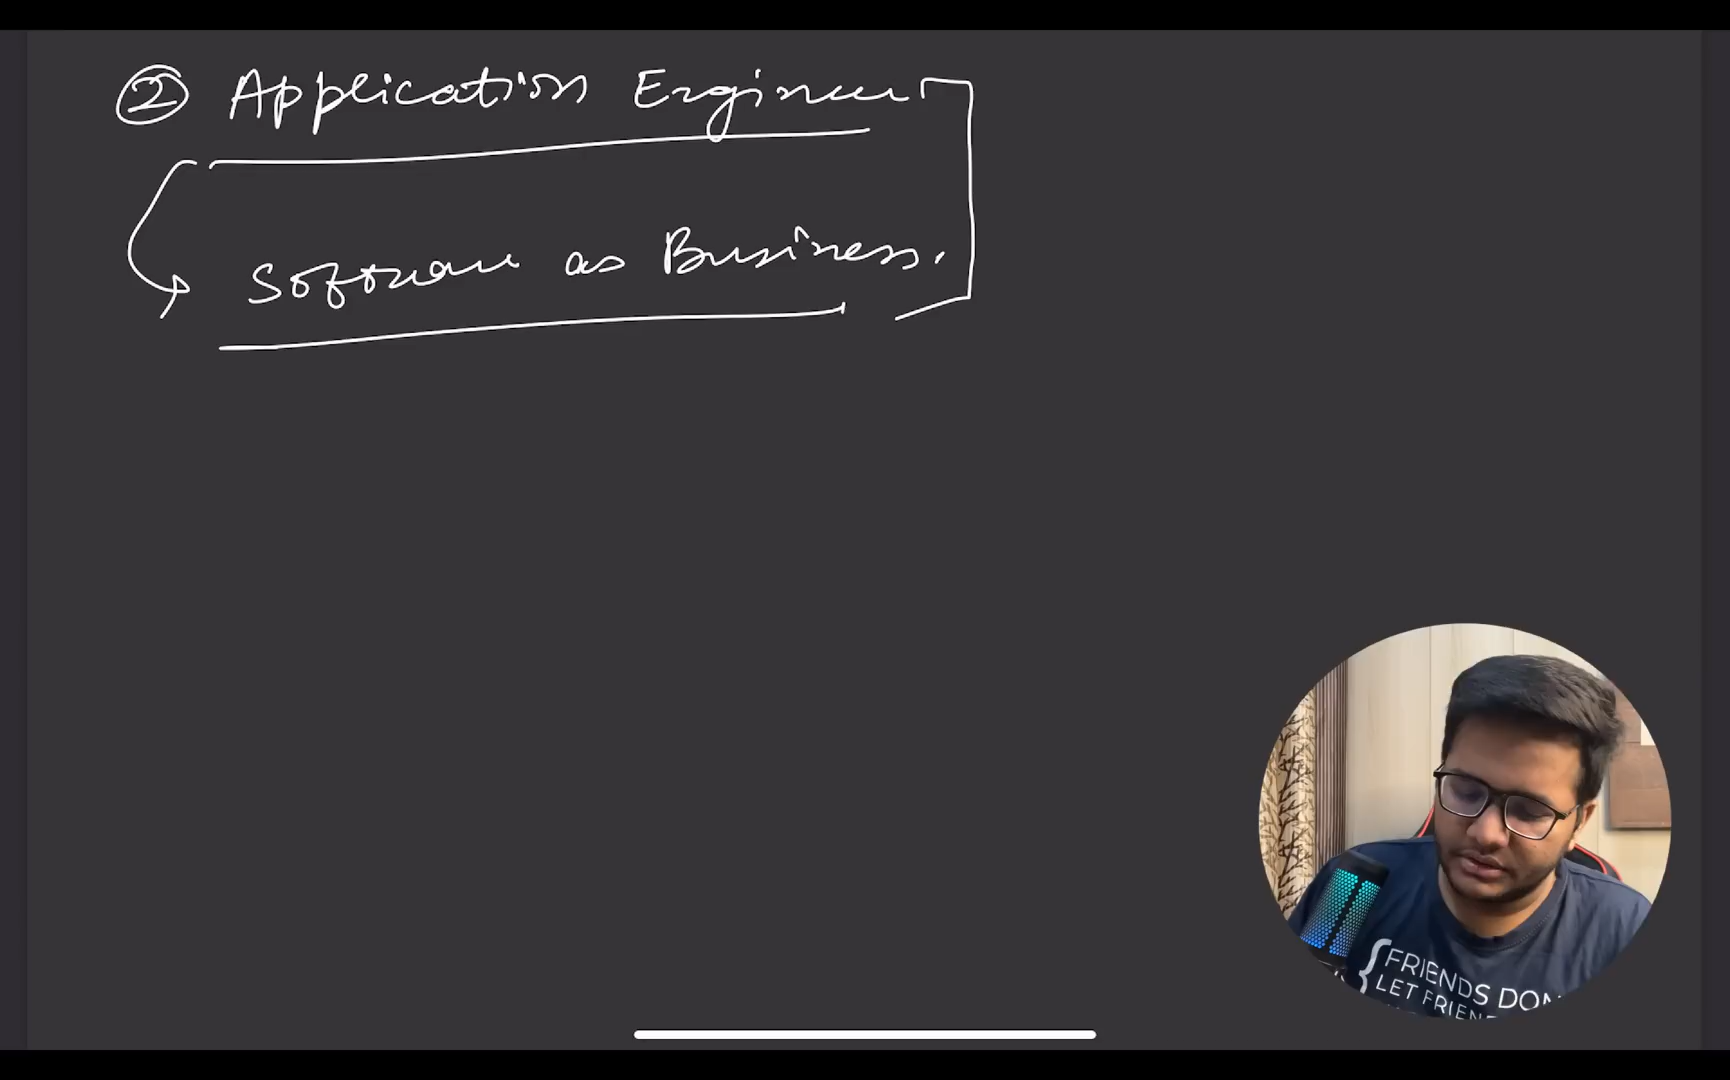 ② Application Engineer
Software as Business.
{FRIENDS DON
LET FRIEN